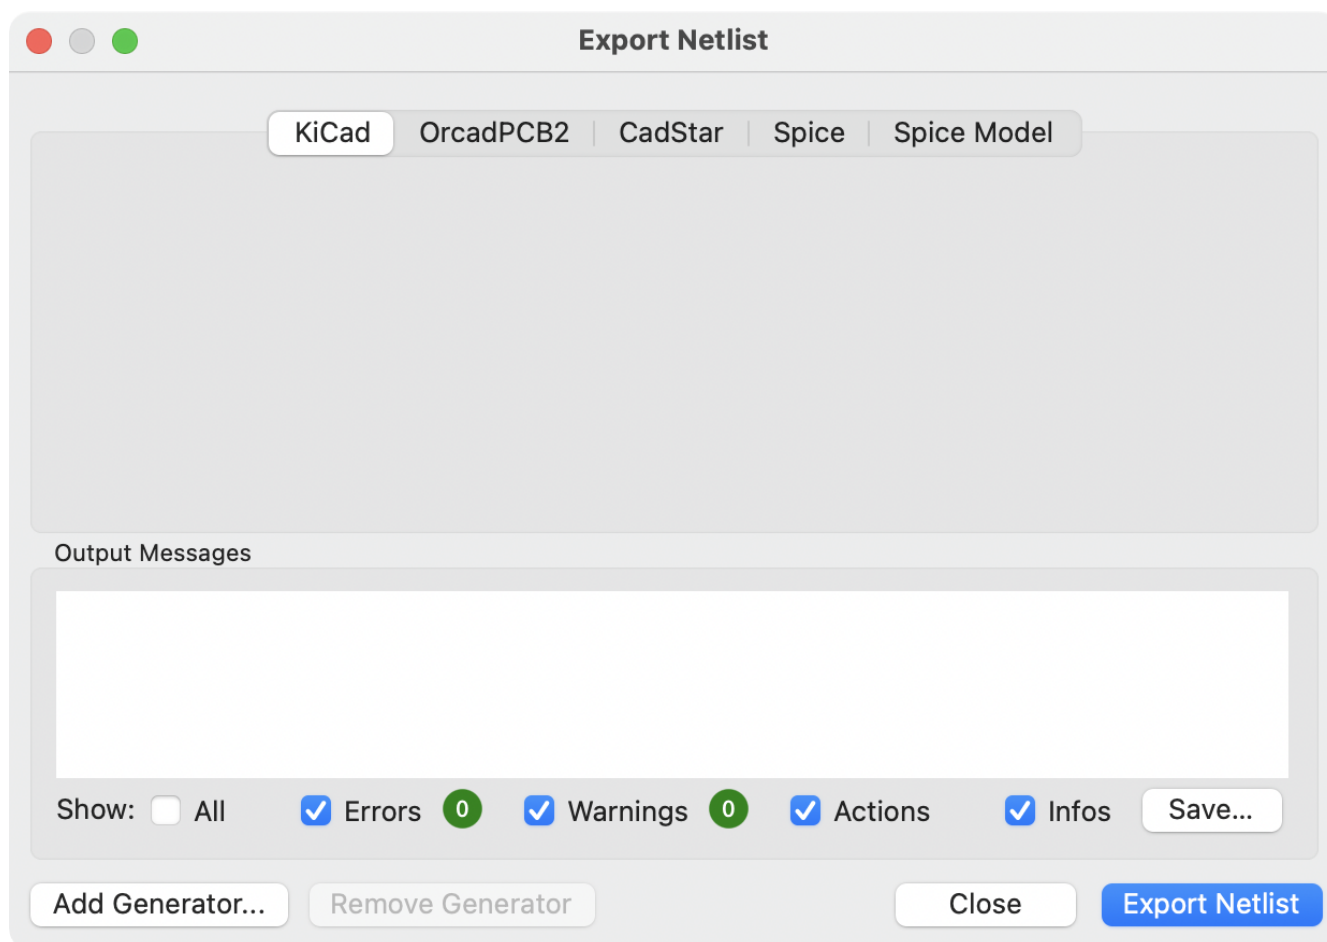 Export Netlist
KiCad OrcadPCB2 CadStar Spice Spice Model
Output Messages
Show: All Errors 0 Warnings 0 Actions Infos Save...
Add Generator... Remove Generator Close Export Netlist